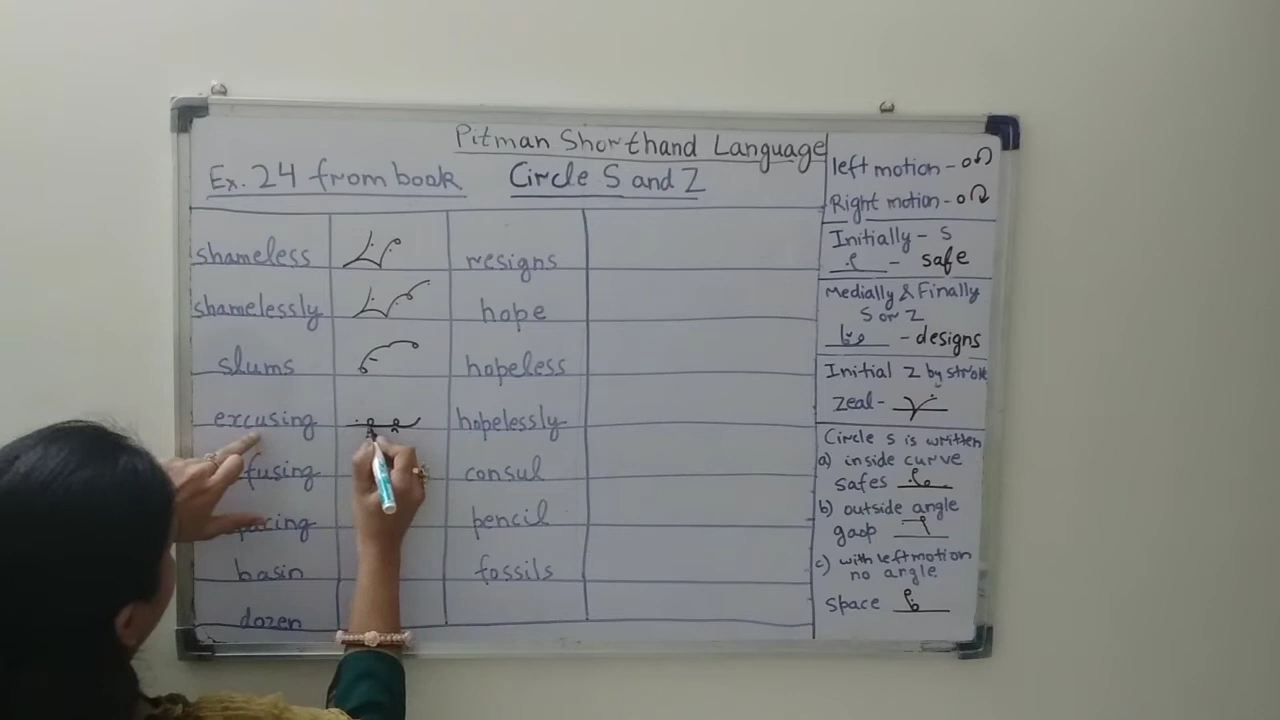 Pitman Shorthand Language
Ex. 24 from book Circle S and Z
shameless resigns
shamelessly hope
slums hopeless
excusing hopelessly
fusing consul
pencil
basin fossils
dozen
left motion -
Right motion -
Initially - S
- safe
Medially & Finally
S or Z
- designs
Initial Z by stroke
zeal -
Circle S is written
a) inside curve
safes
b) outside angle
c) with left motion
no angle
space